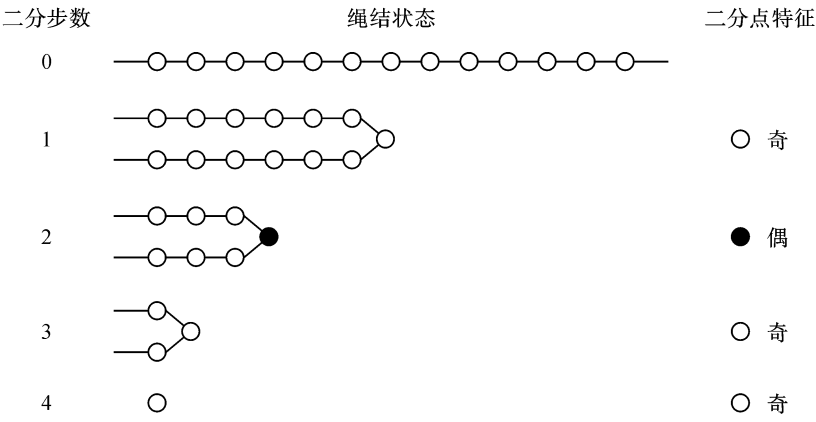 二分步数 绳结状态 二分点特征
0
1 奇
2 偶
3 奇
4 奇